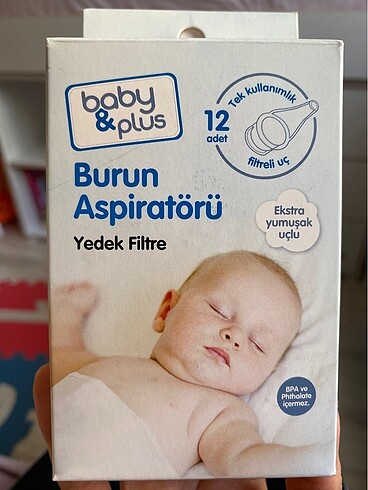 baby
&plus
12
adet
Tek kullanımlık
filtreli uç
Burun
Aspiratörü
Yedek Filtre
Ekstra
yumuşak
uçlu
BPA ve
Phthalate
içermez.